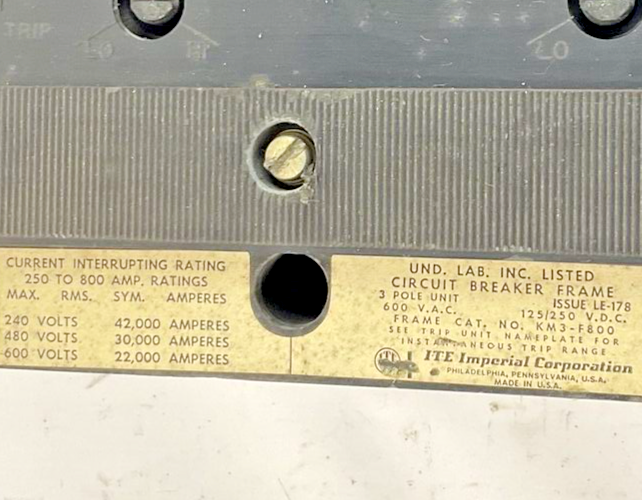 TRIP
LO HI
LO
CURRENT INTERRUPTING RATING
250 TO 800 AMP. RATINGS
MAX. RMS. SYM. AMPERES
240 VOLTS 42,000 AMPERES
480 VOLTS. 30,000 AMPERES
600 VOLTS 22,000 AMPERES
UND. LAB. INC. LISTED
CIRCUIT BREAKER FRAME
3 POLE UNIT ISSUE LE-178
600 V.A.C. 125/250 V.D.C.
FRAME CAT. NO. KM3-F800
SEE TRIP UNIT NAMEPLATE FOR
INSTANTANEOUS TRIP RANGE
ITE ITE Imperial Corporation
PHILADELPHIA, PENNSYLVANIA, U.S.A.
MADE IN U.S.A.